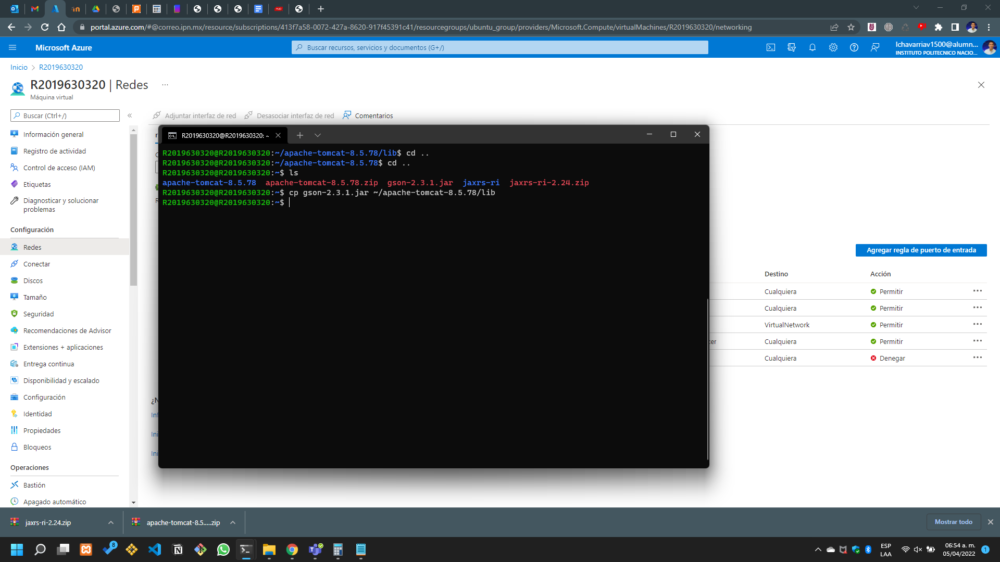 portal.azure.com/#@correo.ipn.mx/resource/subscriptions/413f7a58-0072-427a-8620-917f45391c41/resourcegroups/ubuntu_group/providers/Microsoft.Compute/virtualMachines/R2019630320/networking
Microsoft Azure
Buscar recursos, servicios y documentos (G+/)
lchavarriav1500@alumn...
INSTITUTO POLITECNICO NACIO...
Inicio > R2019630320
R2019630320 | Redes ...
Máquina virtual
Buscar (Ctrl+/)
Adjuntar interfaz de red
Desasociar interfaz de red
Comentarios
Información general
Registro de actividad
Control de acceso (IAM)
Etiquetas
Diagnosticar y solucionar
problemas
Configuración
Redes
Conectar
Discos
Tamaño
Seguridad
Recomendaciones de Advisor
Extensiones + aplicaciones
Entrega continua
Disponibilidad y escalado
Configuración
Identidad
Propiedades
Bloqueos
Operaciones
Bastión
Apagado automático
R2019630320@R2019630320: ~
R2019630320@R2019630320:~/apache-tomcat-8.5.78/lib$ cd ..
R2019630320@R2019630320:~/apache-tomcat-8.5.78$ cd ..
R2019630320@R2019630320:~$ ls
apache-tomcat-8.5.78 apache-tomcat-8.5.78.zip gson-2.3.1.jar jaxrs-ri jaxrs-ri-2.24.zip
R2019630320@R2019630320:~$ cp gson-2.3.1.jar ~/apache-tomcat-8.5.78/lib
R2019630320@R2019630320:~$
Agregar regla de puerto de entrada
Destino Acción
Cualquiera Permitir
Cualquiera Permitir
VirtualNetwork Permitir
cer Cualquiera Permitir
Cualquiera Denegar
¿N
Inf
Ini
Ini
jaxrs-ri-2.24.zip
apache-tomcat-8.5.....zip
Mostrar todo
8
ESP
LAA
06:54 a. m.
05/04/2022
1